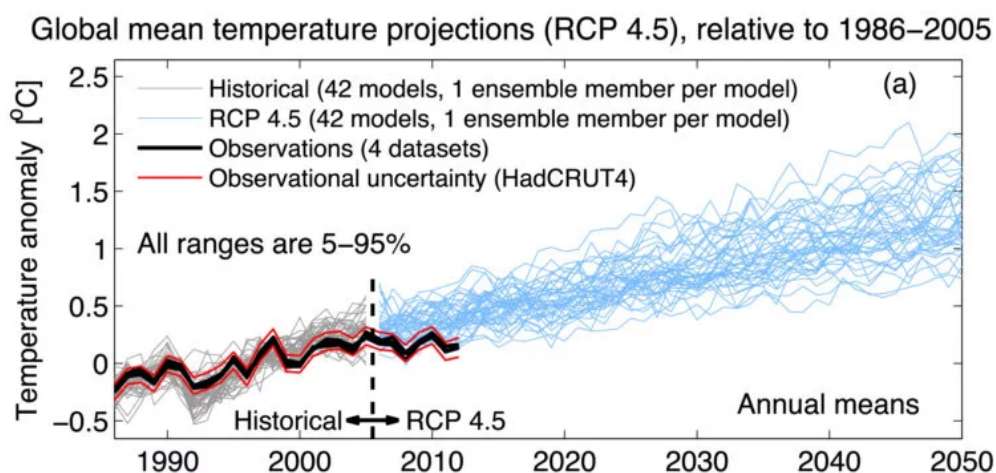 Global mean temperature projections (RCP 4.5), relative to 1986–2005
(a)
Historical (42 models, 1 ensemble member per model)
RCP 4.5 (42 models, 1 ensemble member per model)
Observations (4 datasets)
Observational uncertainty (HadCRUT4)
All ranges are 5–95%
Temperature anomaly [ºC]
2.5
2
1.5
1
0.5
0
−0.5
Historical
RCP 4.5
Annual means
1990 2000 2010 2020 2030 2040 2050